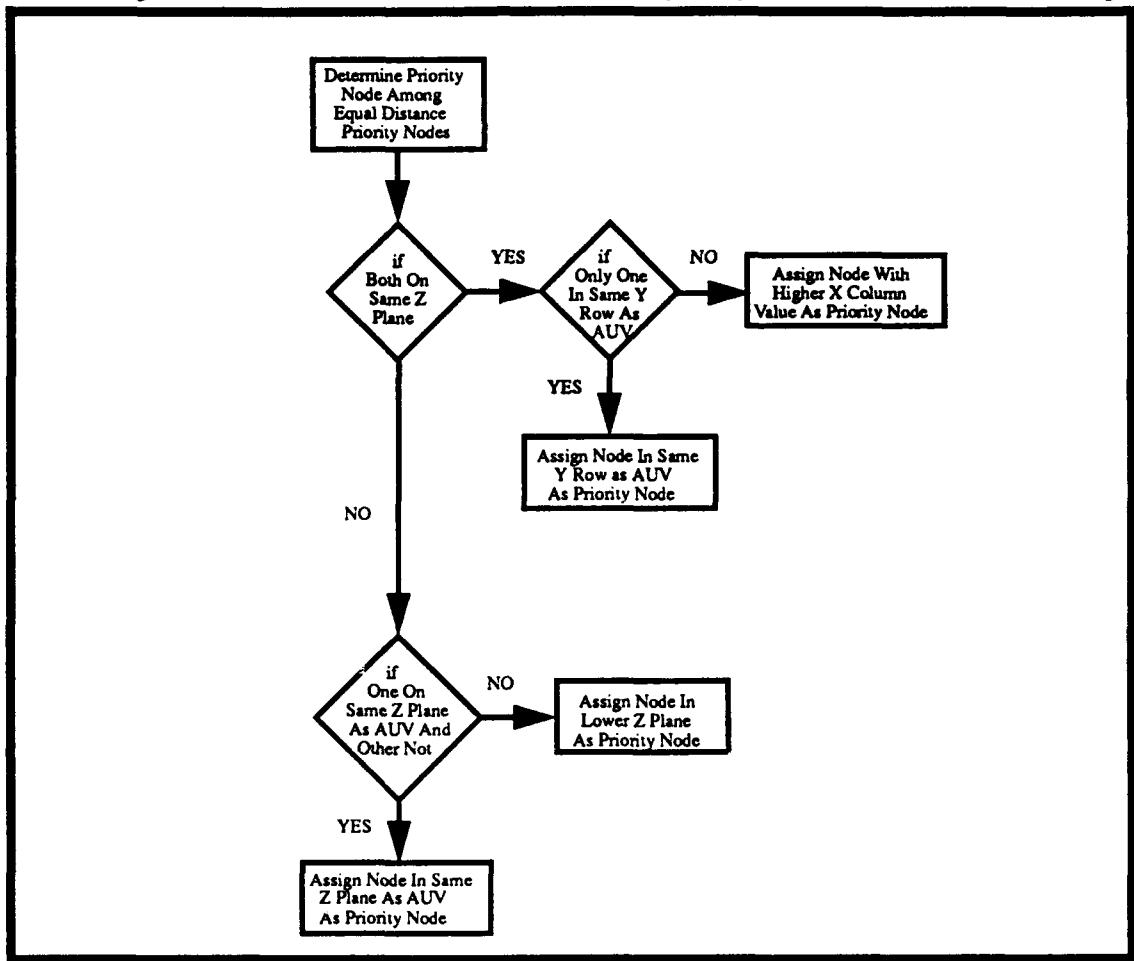 Determine Priority
Node Among
Equal Distance
Priority Nodes
if
Both On
Same Z
Plane
YES
if
Only One
In Same Y
Row As
AUV
NO
Assign Node With
Higher X Column
Value As Priority Node
YES
Assign Node In Same
Y Row as AUV
As Priority Node
NO
if
One On
Same Z Plane
As AUV And
Other Not
NO
Assign Node In
Lower Z Plane
As Priority Node
YES
Assign Node In Same
Z Plane As AUV
As Priority Node